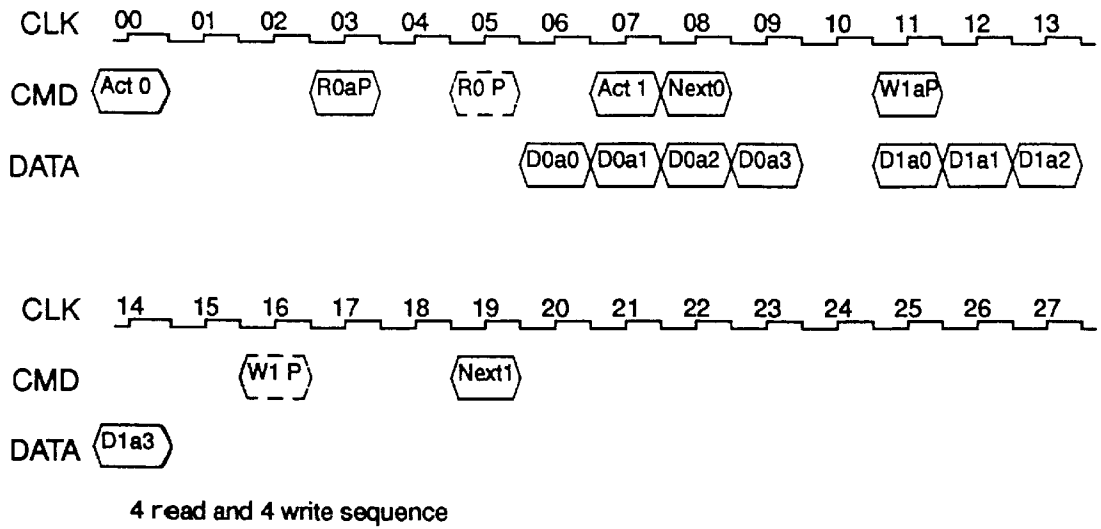 CLK 00 01 02 03 04 05 06 07 08 09 10 11 12 13
CMD Act 0 R0aP R0 P Act 1 Next0 W1aP
DATA D0a0 D0a1 D0a2 D0a3 D1a0 D1a1 D1a2
CLK 14 15 16 17 18 19 20 21 22 23 24 25 26 27
CMD W1 P Next1
DATA D1a3
4 read and 4 write sequence